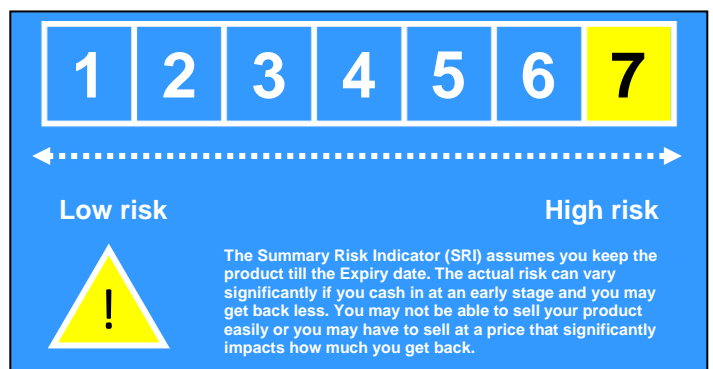 1 2 3 4 5 6 7
Low risk High risk
!
The Summary Risk Indicator (SRI) assumes you keep the
product till the Expiry date. The actual risk can vary
significantly if you cash in at an early stage and you may
get back less. You may not be able to sell your product
easily or you may have to sell at a price that significantly
impacts how much you get back.